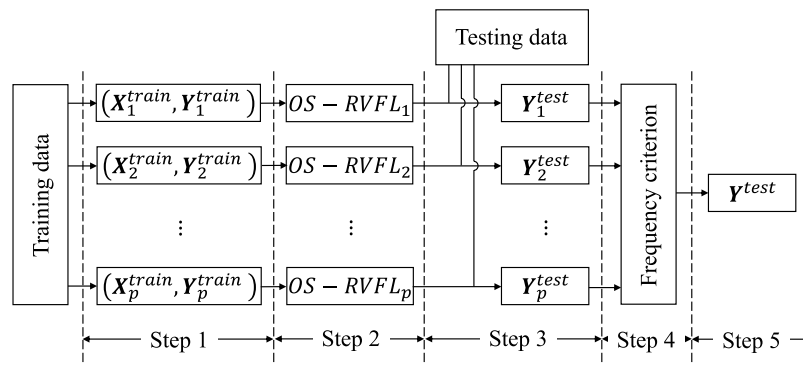 Testing data
Training data
(X_1^{train}, Y_1^{train})
OS − RVFL_1
Y_1^{test}
(X_2^{train}, Y_2^{train})
OS − RVFL_2
Y_2^{test}
⋮ ⋮ ⋮
(X_p^{train}, Y_p^{train})
OS − RVFL_p
Y_p^{test}
Frequency criterion
Y^{test}
Step 1
Step 2
Step 3
Step 4
Step 5